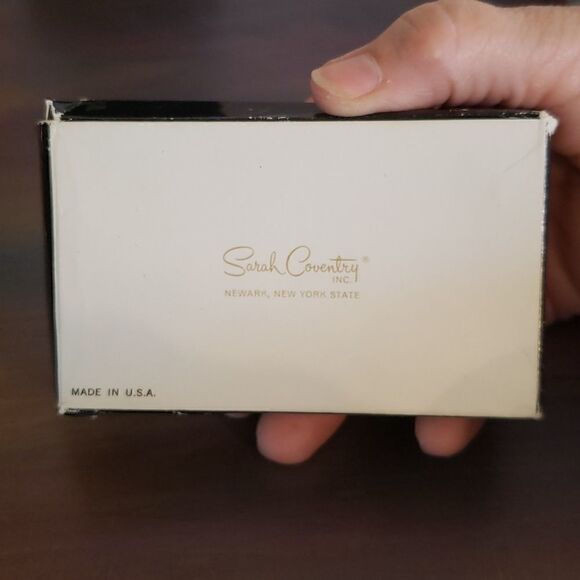 Sarah Coventry®
INC.
NEWARK, NEW YORK STATE
MADE IN U.S.A.